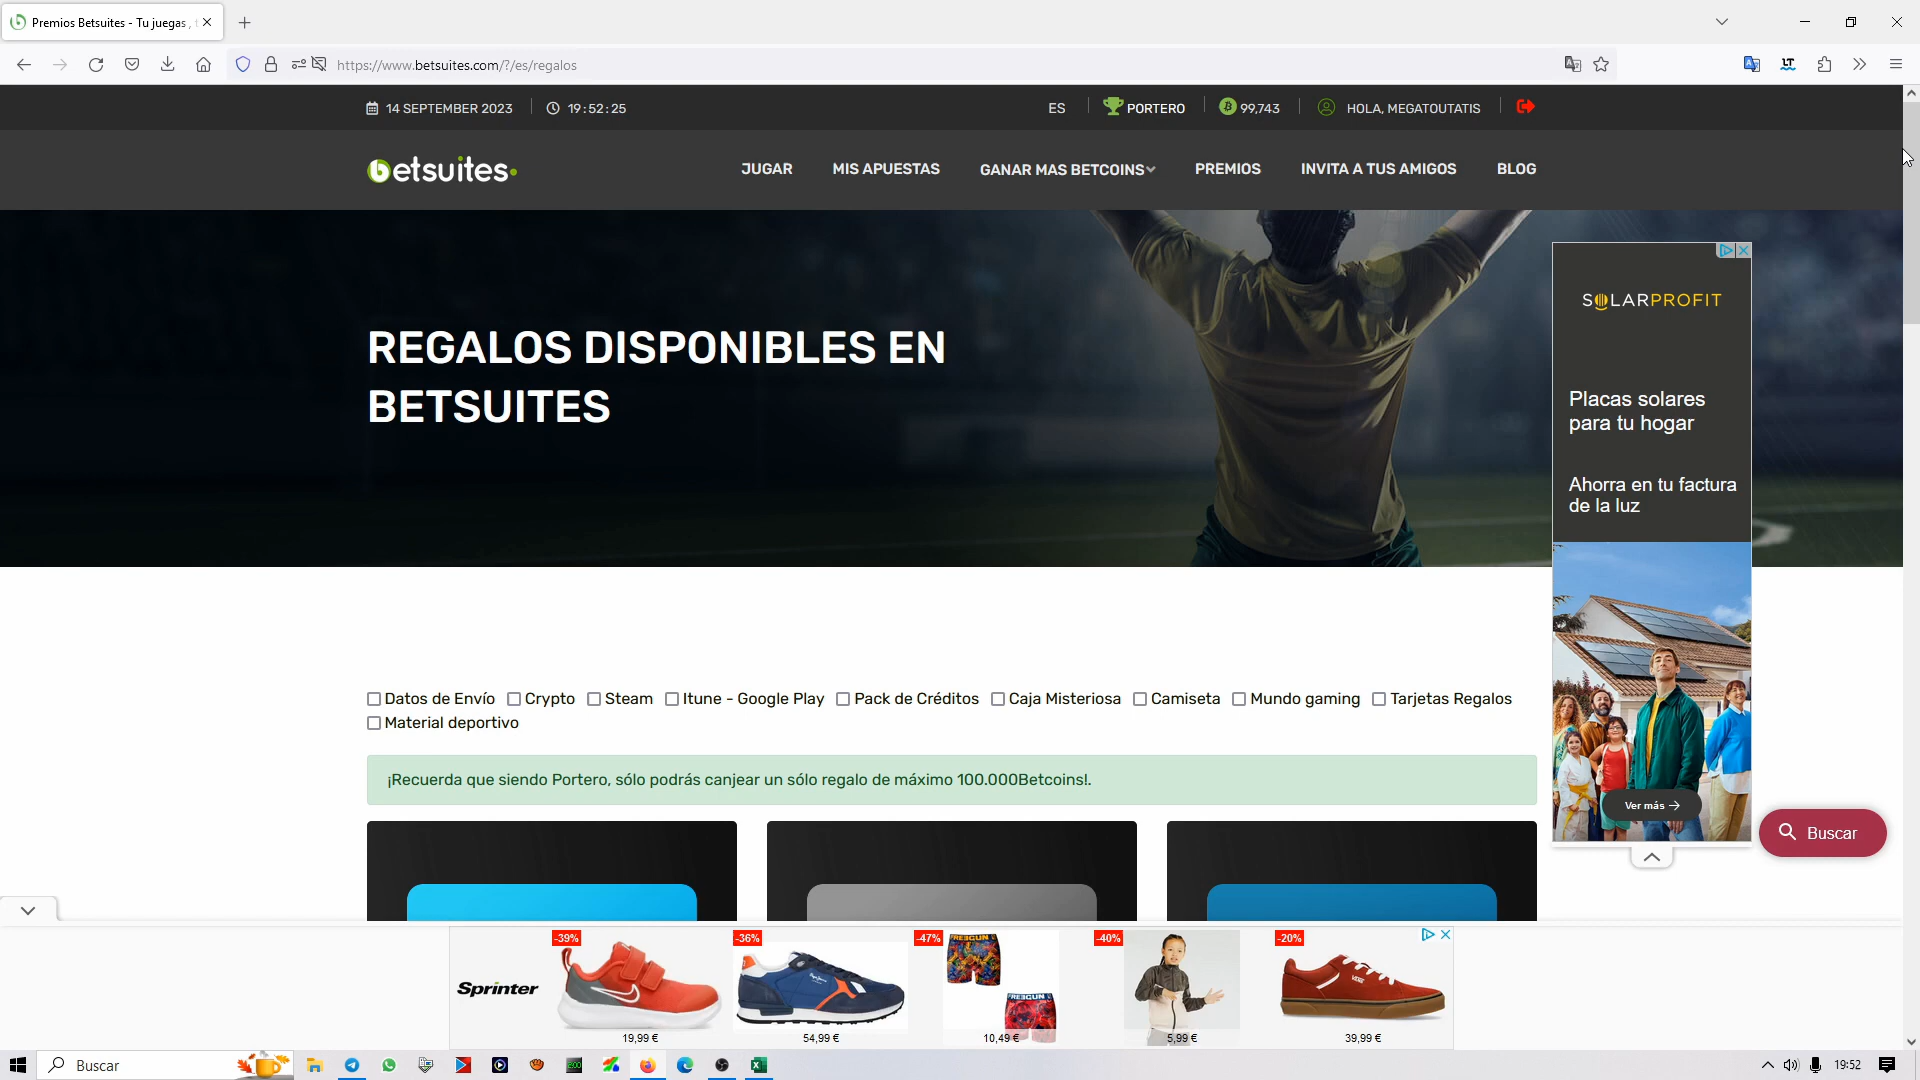 Premios Betsuites - Tu juegas ,
https://www.betsuites.com/?/es/regalos
14 SEPTEMBER 2023
19:52:25
ES
PORTERO
99,743
HOLA, MEGATOUTATIS
betsuites
JUGAR
MIS APUESTAS
GANAR MAS BETCOINS
PREMIOS
INVITA A TUS AMIGOS
BLOG
REGALOS DISPONIBLES EN
BETSUITES
SOLARPROFIT
Placas solares
para tu hogar
Ahorra en tu factura
de la luz
Ver más
Datos de Envío
Crypto
Steam
Itune - Google Play
Pack de Créditos
Caja Misteriosa
Camiseta
Mundo gaming
Tarjetas Regalos
Material deportivo
¡Recuerda que siendo Portero, sólo podrás canjear un sólo regalo de máximo 100.000Betcoins!.
Buscar
Sprinter
-39%
19,99 €
-36%
54,99 €
-47%
FREEGUN
FREEGUN
10,49 €
-40%
5,99 €
-20%
39,99 €
Buscar
19:52